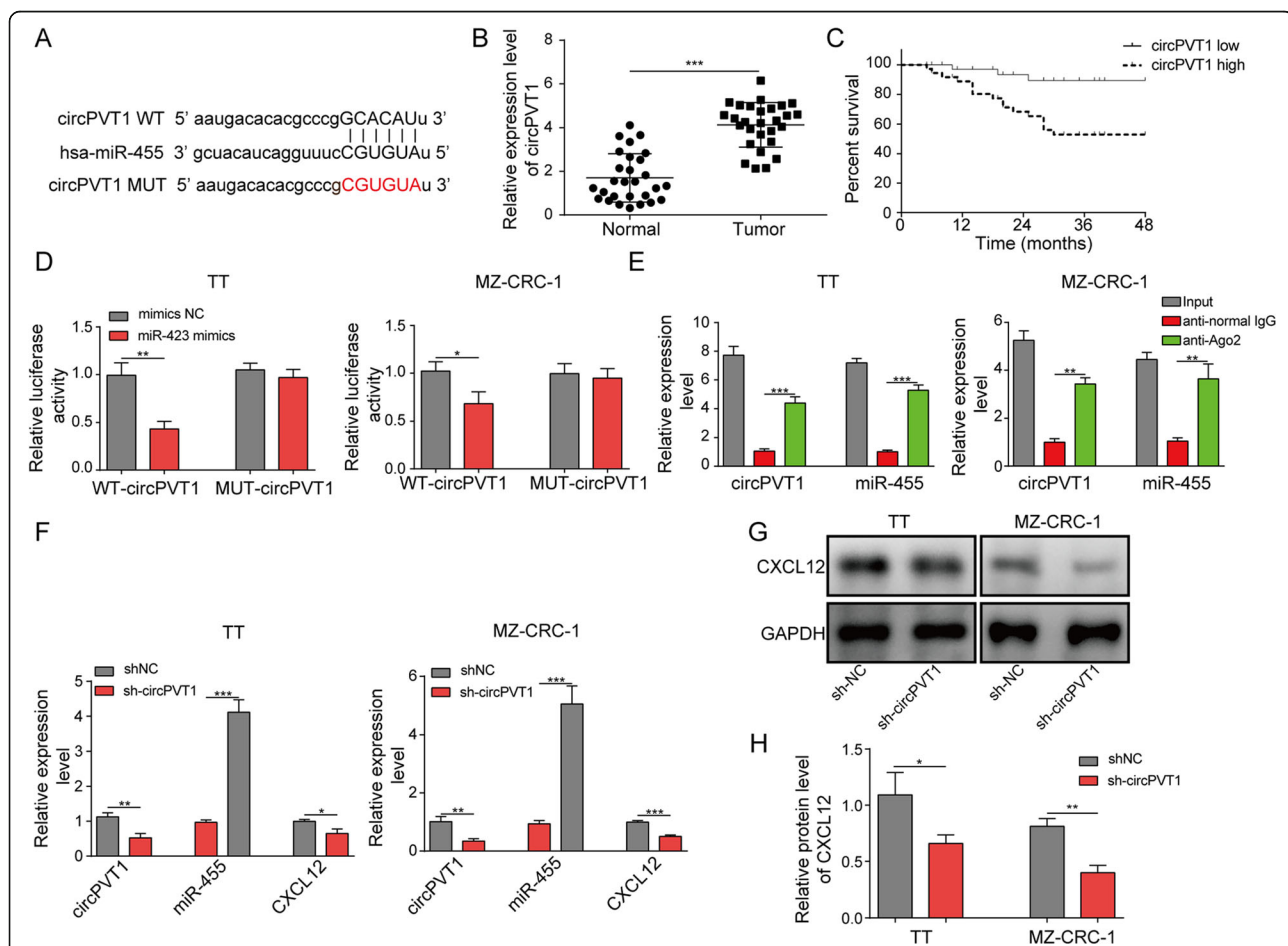 A
circPVT1 WT 5' aaugacacacgcccgGCACAUu 3'
hsa-miR-455 3' gcuacaucagguuucCGUGUAu 5'
circPVT1 MUT 5' aaugacacacgcccgCGUGUAu 3'
B
Relative expression level
of circPVT1
8
6
4
2
0
***
Normal
Tumor
C
circPVT1 low
circPVT1 high
Percent survival
100
80
60
40
20
0
0
12
24
36
48
Time (months)
D
TT
mimics NC
miR-423 mimics
Relative luciferase
activity
1.5
1.0
0.5
0.0
**
WT-circPVT1
MUT-circPVT1
MZ-CRC-1
Relative luciferase
activity
1.5
1.0
0.5
0.0
*
WT-circPVT1
MUT-circPVT1
E
TT
Relative expression
level
10
8
6
4
2
0
***
***
circPVT1
miR-455
MZ-CRC-1
Input
anti-normal IgG
anti-Ago2
Relative expression
level
6
4
2
0
**
**
circPVT1
miR-455
F
TT
shNC
sh-circPVT1
Relative expression
level
5
4
3
2
1
0
**
***
*
circPVT1
miR-455
CXCL12
MZ-CRC-1
shNC
sh-circPVT1
Relative expression
level
6
4
2
0
**
***
***
circPVT1
miR-455
CXCL12
G
TT
MZ-CRC-1
CXCL12
GAPDH
sh-NC
sh-circPVT1
sh-NC
sh-circPVT1
H
shNC
sh-circPVT1
Relative protein level
of CXCL12
1.5
1.0
0.5
0.0
*
**
TT
MZ-CRC-1